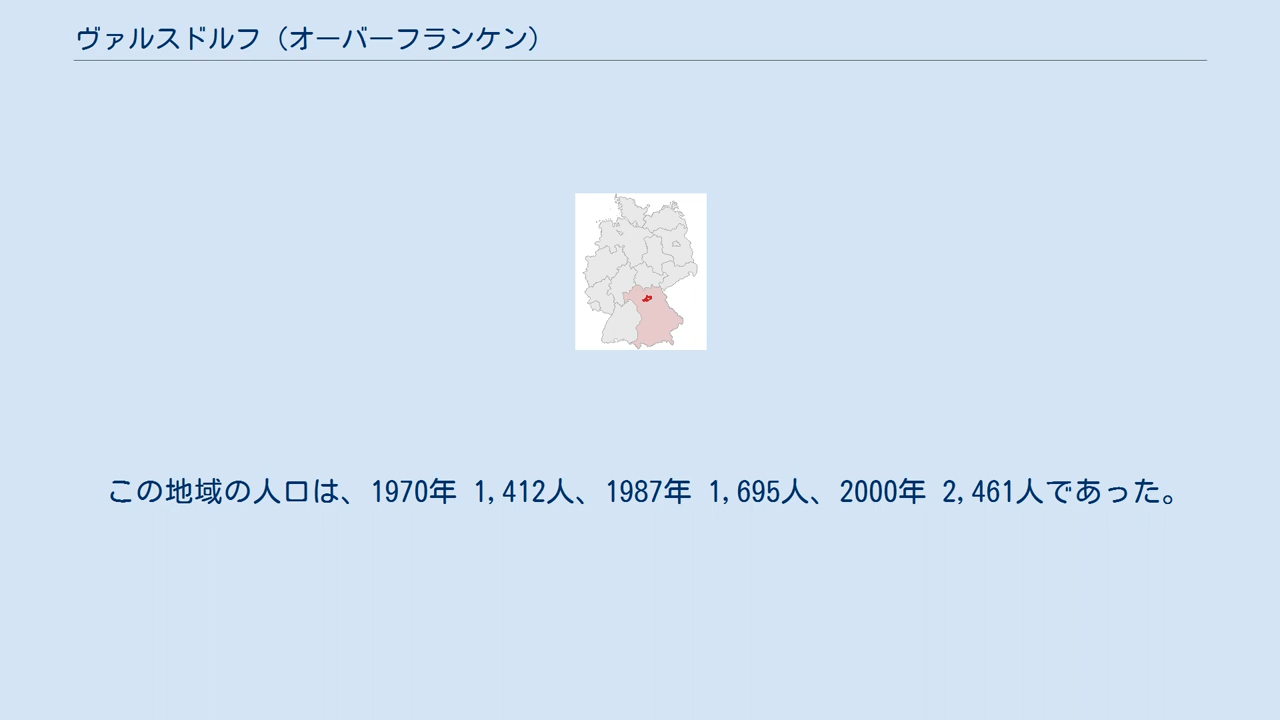 ヴァルスドルフ（オーバーフランケン）
この地域の人口は、1970年 1,412人、1987年 1,695人、2000年 2,461人であった。